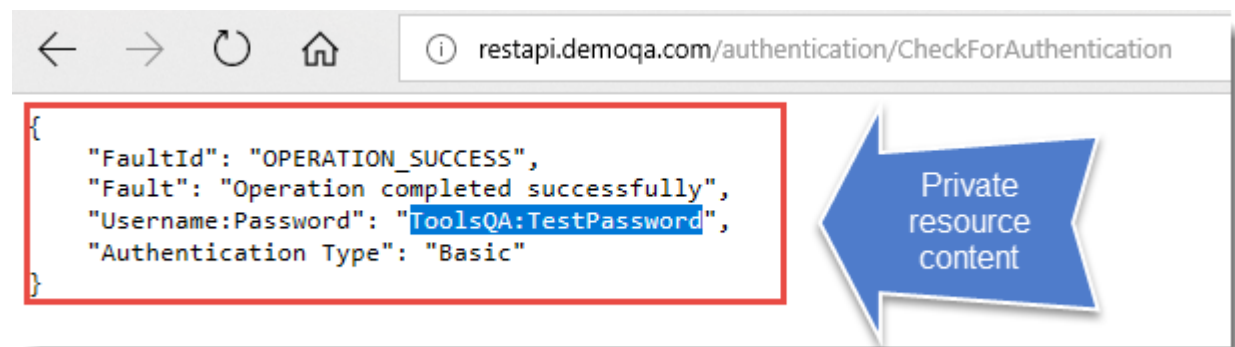 restapi.demoqa.com/authentication/CheckForAuthentication
{
"FaultId": "OPERATION_SUCCESS",
"Fault": "Operation completed successfully",
"Username:Password": "ToolsQA:TestPassword",
"Authentication Type": "Basic"
}
Private
resource
content